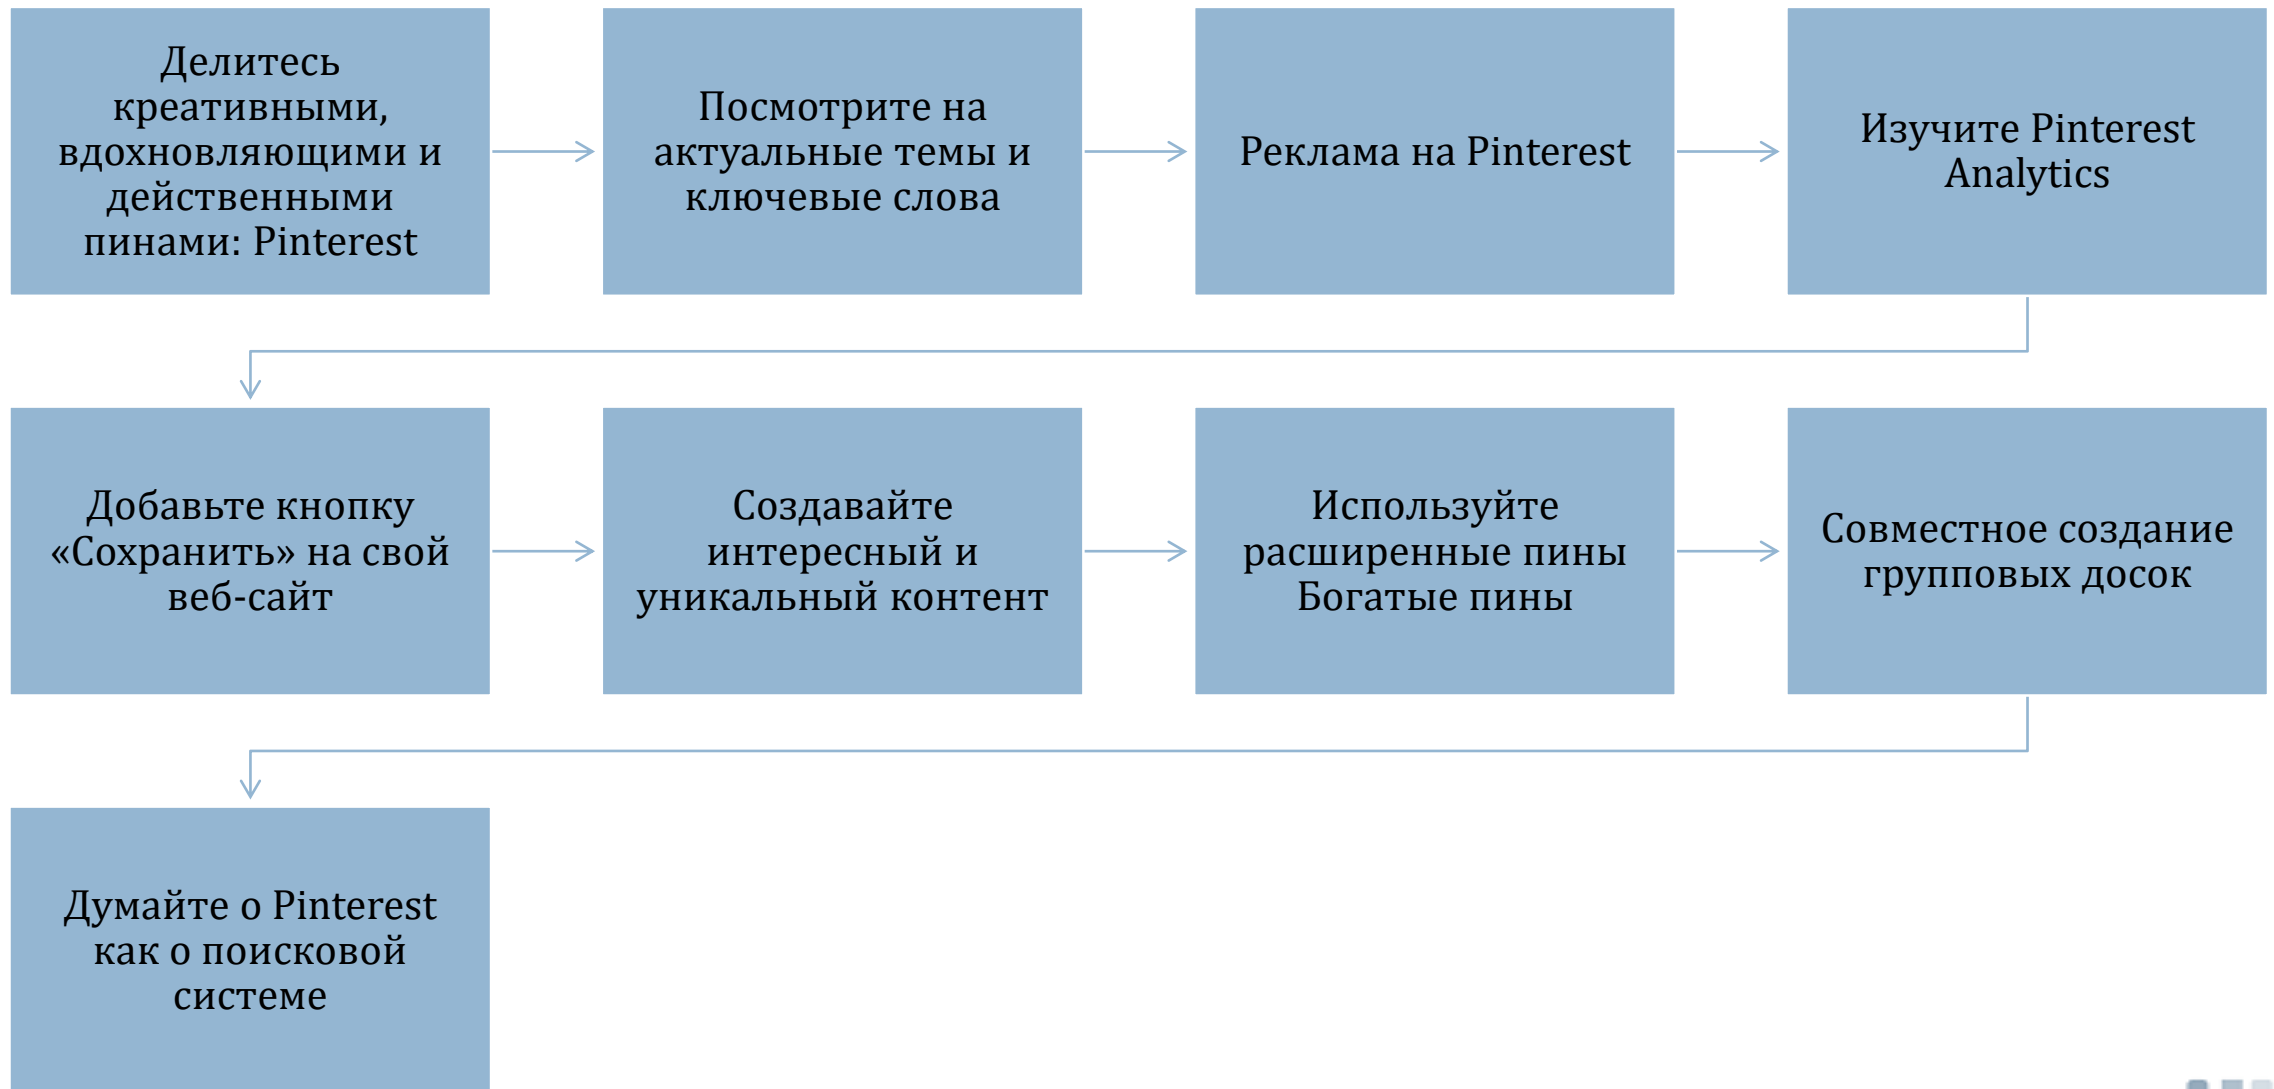 Делитесь
креативными,
вдохновляющими и
действенными
пинами: Pinterest
Посмотрите на
актуальные темы и
ключевые слова
Реклама на Pinterest
Изучите Pinterest
Analytics
Добавьте кнопку
«Сохранить» на свой
веб-сайт
Создавайте
интересный и
уникальный контент
Используйте
расширенные пины
Богатые пины
Совместное создание
групповых досок
Думайте о Pinterest
как о поисковой
системе